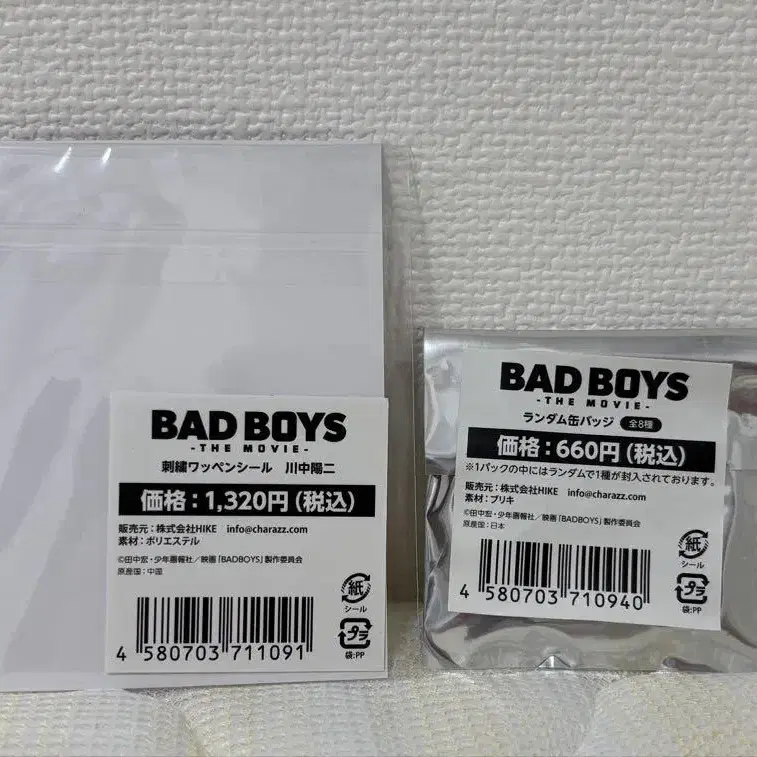 BAD BOYS
- THE MOVIE -
刺繍ワッペンシール 川中陽二
価格：1,320円（税込）
販売元：株式会社HIKE info@charazz.com
素材：ポリエステル
©田中宏・少年画報社／映画「BADBOYS」製作委員会
原産国：中国
紙
シール
プラ
袋:PP
4 580703 711091
BAD BOYS
- THE MOVIE -
ランダム缶バッジ 全8種
価格：660円（税込）
※1パックの中にはランダムで1種が封入されております。
販売元：株式会社HIKE info@charazz.com
素材：ブリキ
©田中宏・少年画報社／映画「BADBOYS」製作委員会
原産国：日本
紙
シール
プラ
袋:PP
4 580703 710940